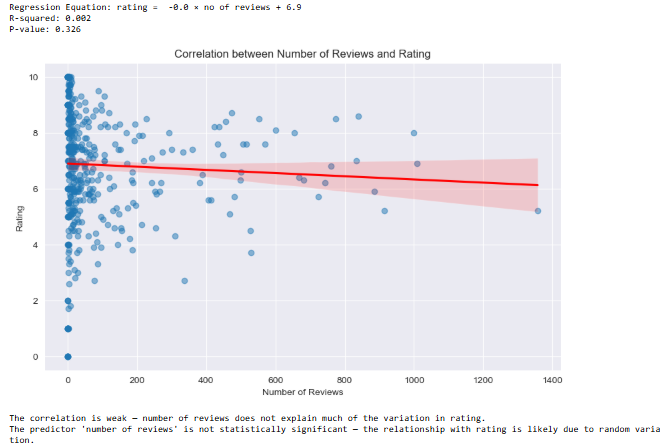 Regression Equation: rating =  -0.0 × no of reviews + 6.9
R-squared: 0.002
P-value: 0.326
Correlation between Number of Reviews and Rating
10
8
6
4
2
0
Rating
0 200 400 600 800 1000 1200 1400
Number of Reviews
The correlation is weak — number of reviews does not explain much of the variation in rating.
The predictor 'number of reviews' is not statistically significant — the relationship with rating is likely due to random varia
tion.